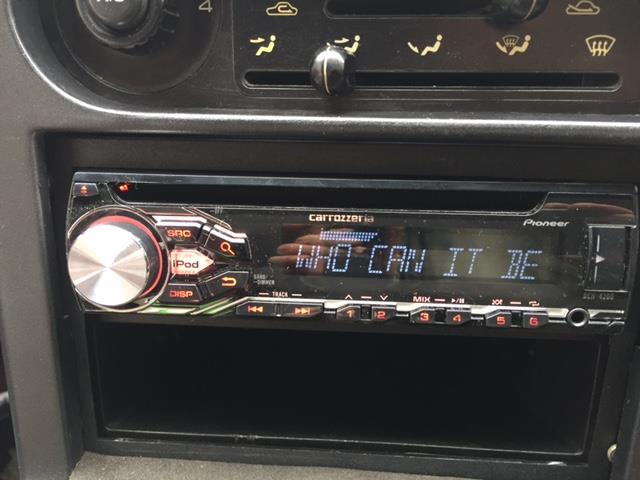 4
carrozzeria
Pioneer
SRC
iPod
WHO CAN IT BE
BAND
DIMMER
DISP
TRACK
MIX
1 2 3 4 5 6